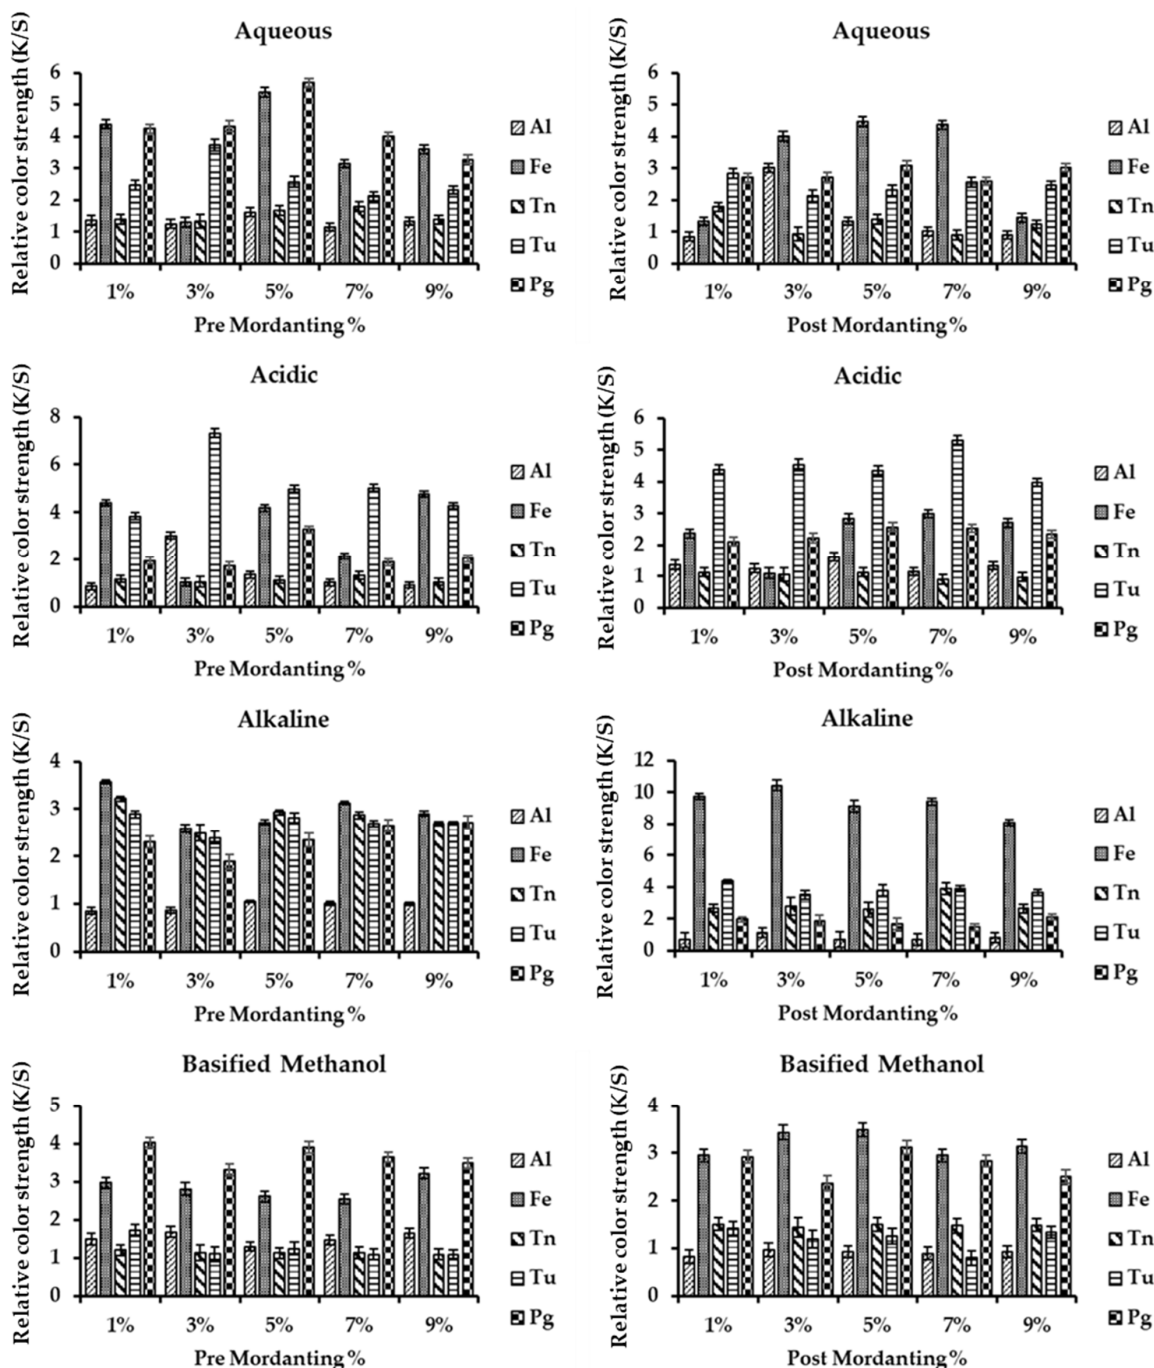 Aqueous
Relative color strength (K/S)
6
5
4
3
2
1
0
1% 3% 5% 7% 9%
Pre Mordanting %
Al
Fe
Tn
Tu
Pg
Aqueous
Relative color strength (K/S)
6
5
4
3
2
1
0
1% 3% 5% 7% 9%
Post Mordanting %
Al
Fe
Tn
Tu
Pg
Acidic
Relative color strength (K/S)
8
6
4
2
0
1% 3% 5% 7% 9%
Pre Mordanting %
Al
Fe
Tn
Tu
Pg
Acidic
Relative color strength (K/S)
6
5
4
3
2
1
0
1% 3% 5% 7% 9%
Post Mordanting %
Al
Fe
Tn
Tu
Pg
Alkaline
Relative color strength (K/S)
4
3
2
1
0
1% 3% 5% 7% 9%
Pre Mordanting %
Al
Fe
Tn
Tu
Pg
Alkaline
Relative color strength (K/S)
12
10
8
6
4
2
0
1% 3% 5% 7% 9%
Post Mordanting %
Al
Fe
Tn
Tu
Pg
Basified Methanol
Relative color strength (K/S)
5
4
3
2
1
0
1% 3% 5% 7% 9%
Pre Mordanting %
Al
Fe
Tn
Tu
Pg
Basified Methanol
Relative color strength (K/S)
4
3
2
1
0
1% 3% 5% 7% 9%
Post Mordanting %
Al
Fe
Tn
Tu
Pg